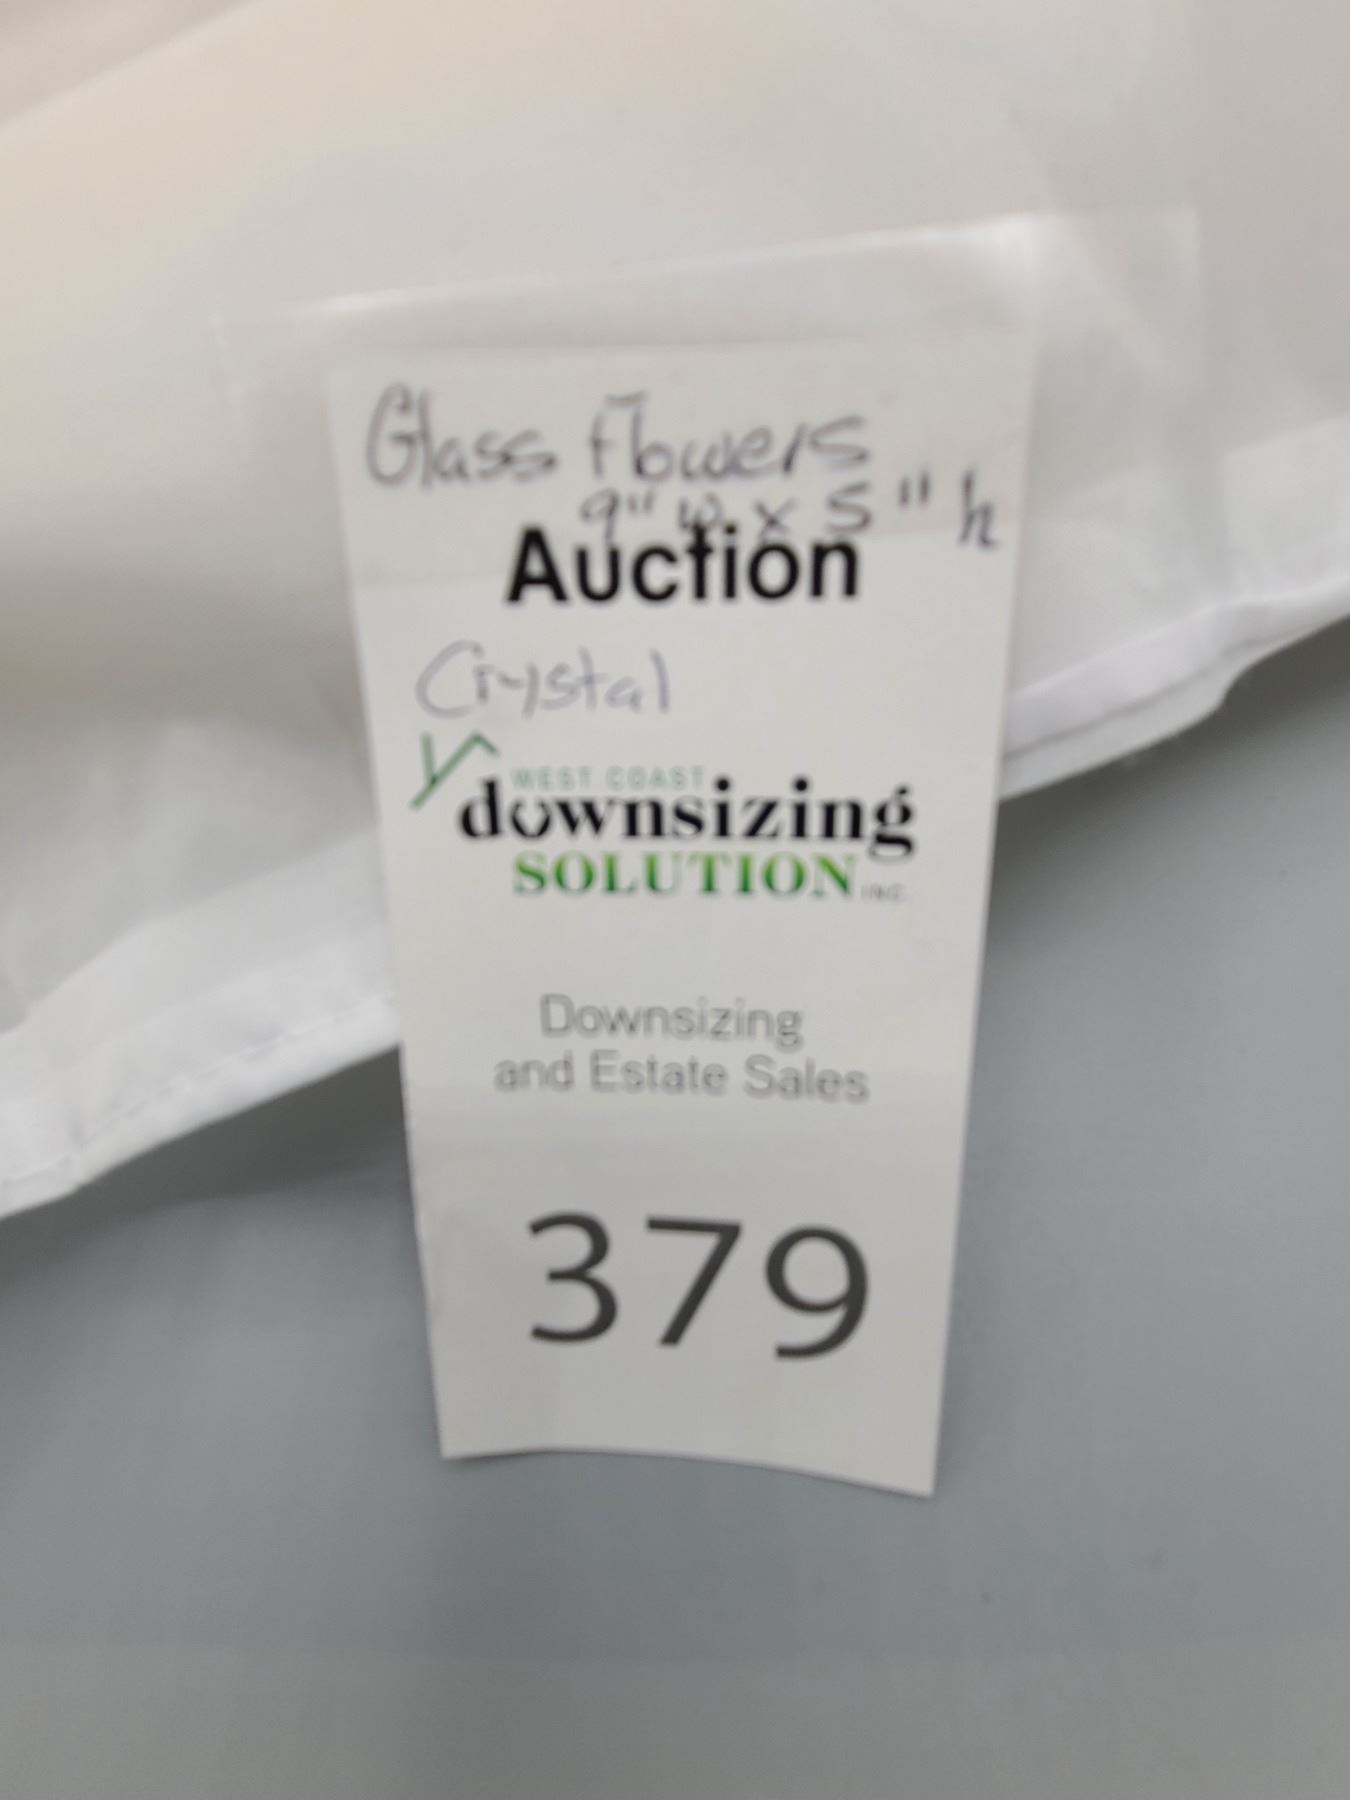 Glass Flowers
9" w x 5" h
Auction
Crystal
WEST COAST
downsizing
SOLUTION INC.
Downsizing
and Estate Sales
379